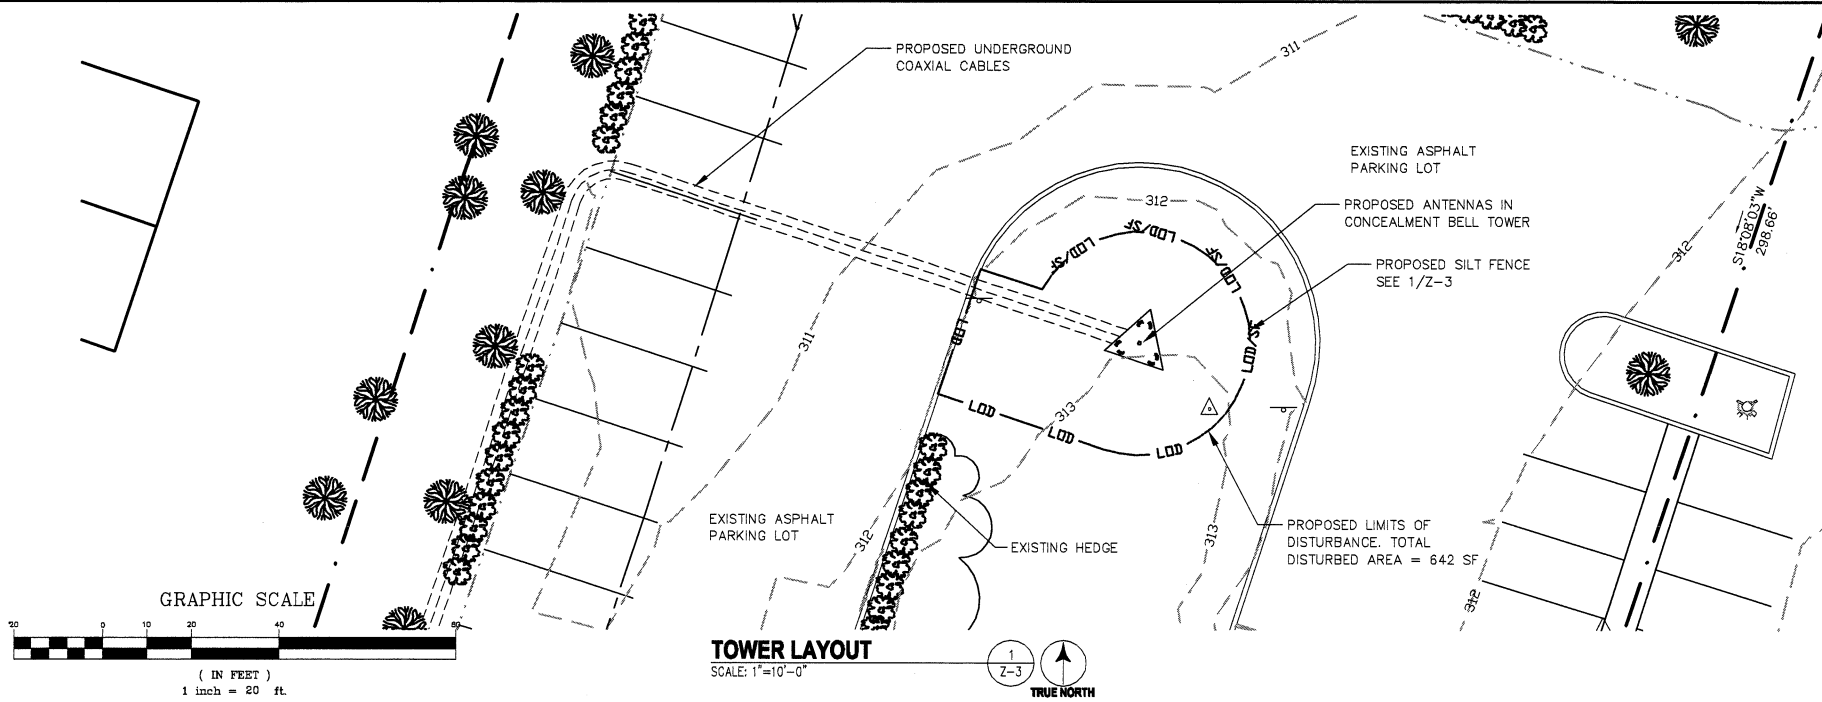 PROPOSED UNDERGROUND
COAXIAL CABLES
311
EXISTING ASPHALT
PARKING LOT
PROPOSED ANTENNAS IN
CONCEALMENT BELL TOWER
312
S18°08'03"W
298.66'
312
LOD/SF
LOD/SF
LOD/SF
LOD/SF
PROPOSED SILT FENCE
SEE 1/Z-3
LOD
311
313
LOD
LOD
LOD
EXISTING ASPHALT
PARKING LOT
312
EXISTING HEDGE
313
PROPOSED LIMITS OF
DISTURBANCE. TOTAL
DISTURBED AREA = 642 SF
312
GRAPHIC SCALE
20 0 10 20 40 80
( IN FEET )
1 inch = 20 ft.
TOWER LAYOUT
SCALE: 1"=10'-0"
1
Z-3
TRUE NORTH